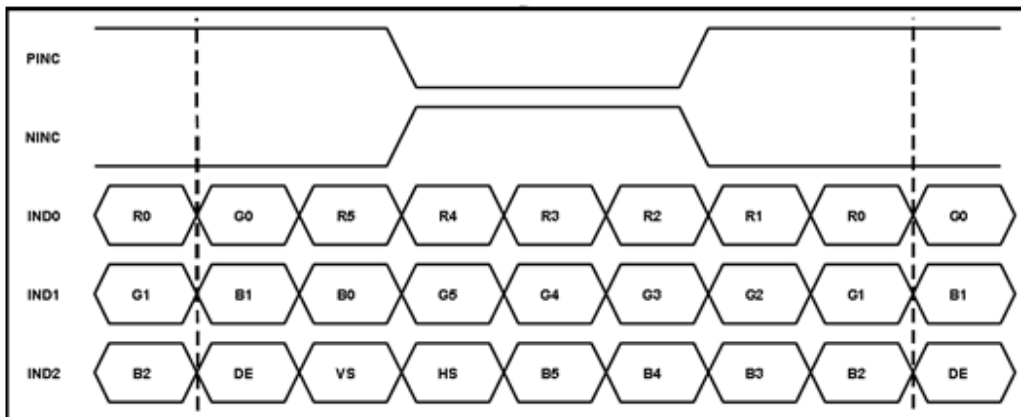 PINC
NINC
IND0 R0 G0 R5 R4 R3 R2 R1 R0 G0
IND1 G1 B1 B0 G5 G4 G3 G2 G1 B1
IND2 B2 DE VS HS B5 B4 B3 B2 DE